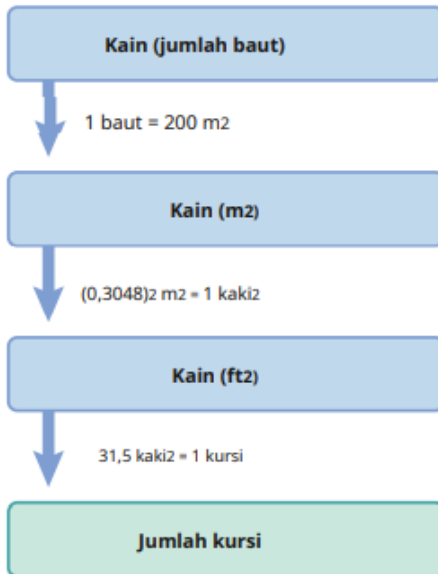 Kain (jumlah baut)
1 baut = 200 m2
Kain (m2)
(0,3048)2 m2 = 1 kaki2
Kain (ft2)
31,5 kaki2 = 1 kursi
Jumlah kursi